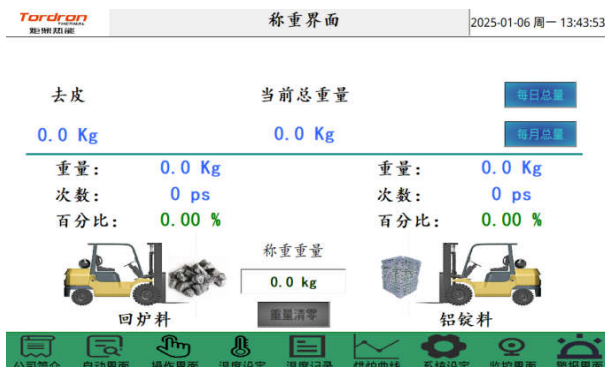 Tordron
THERMAL
炬鼎热能
称重界面
2025-01-06 周一 13:43:53
去皮
当前总重量
每日总量
0.0 Kg
0.0 Kg
每月总量
重量: 0.0 Kg
次数: 0 ps
百分比: 0.00 %
重量: 0.0 Kg
次数: 0 ps
百分比: 0.00 %
称重重量
0.0 kg
重量清零
回炉料
铝锭料
公司简介 自动界面 操作界面 温度设定 温度记录 烘炉曲线 系统设定 监控界面 警报界面